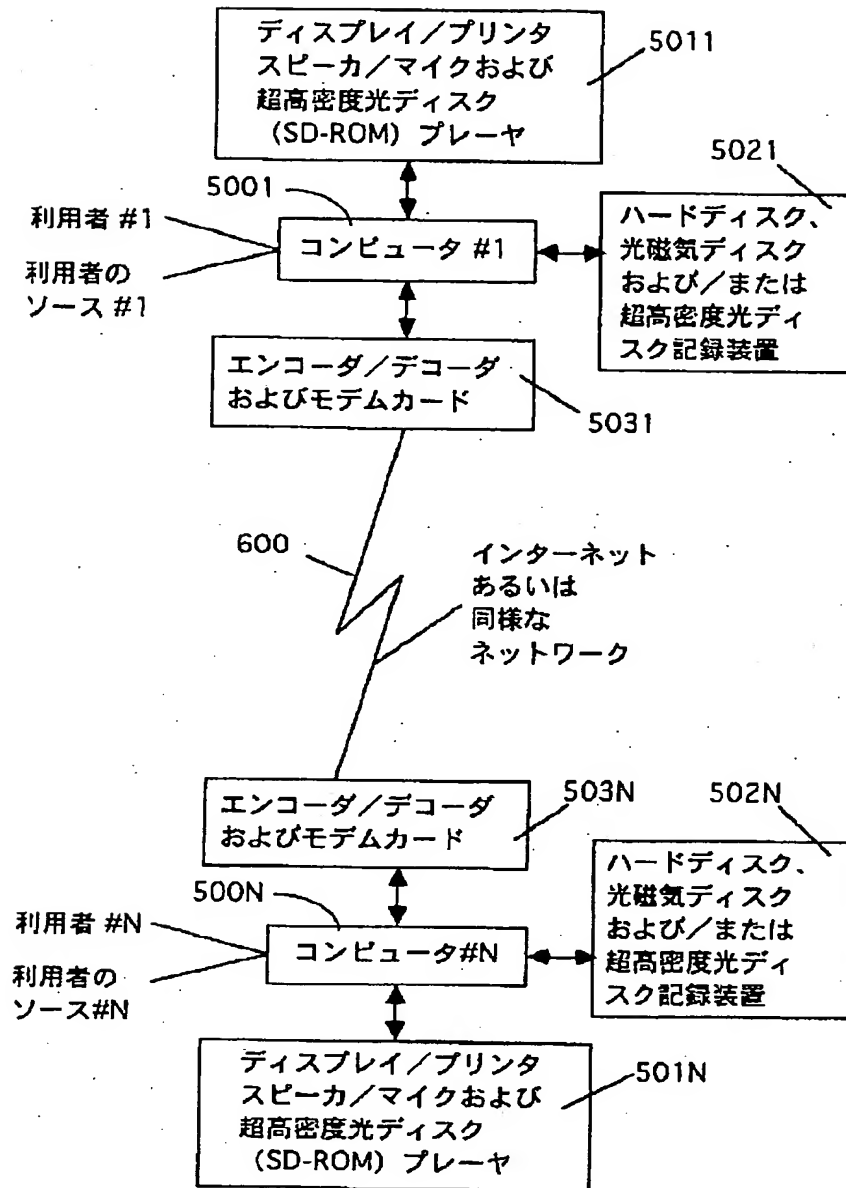 ディスプレイ／プリンタ
スピーカ／マイクおよび
超高密度光ディスク
（SD-ROM）プレーヤ
5011
5021
5001
利用者 #1
利用者の
ソース #1
コンピュータ #1
ハードディスク、
光磁気ディスク
および／または
超高密度光ディ
スク記録装置
エンコーダ／デコーダ
およびモデムカード
5031
600
インターネット
あるいは
同様な
ネットワーク
エンコーダ／デコーダ
およびモデムカード
503N
502N
500N
利用者 #N
利用者の
ソース#N
コンピュータ#N
ハードディスク、
光磁気ディスク
および／または
超高密度光ディ
スク記録装置
ディスプレイ／プリンタ
スピーカ／マイクおよび
超高密度光ディスク
（SD-ROM）プレーヤ
501N